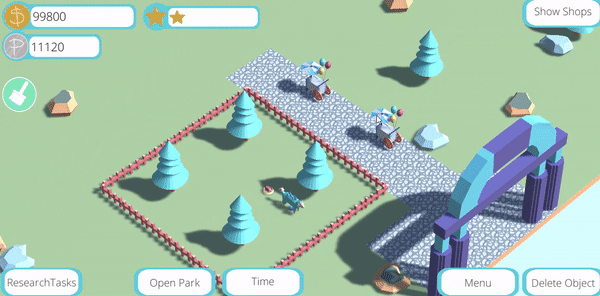 99800
Show Shops
11120
ResearchTasks
Open Park
Time
Menu
Delete Object